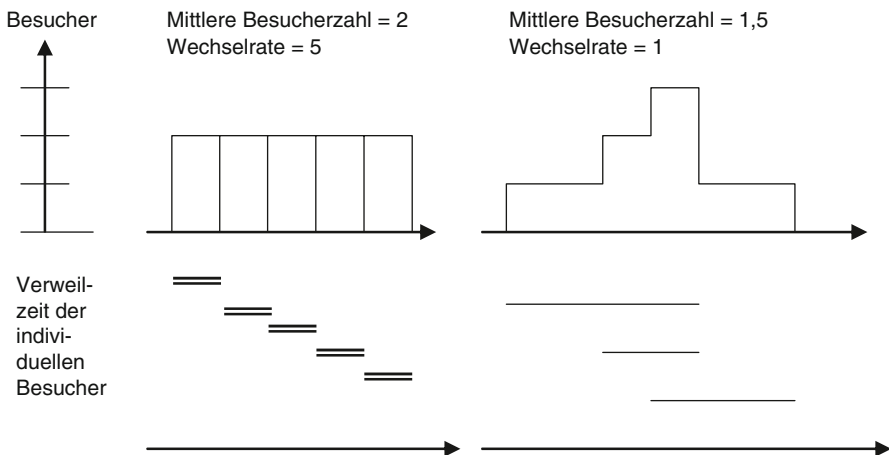 Besucher
Mittlere Besucherzahl = 2
Wechselrate = 5
Mittlere Besucherzahl = 1,5
Wechselrate = 1
Verweil-
zeit der
indivi-
duellen
Besucher